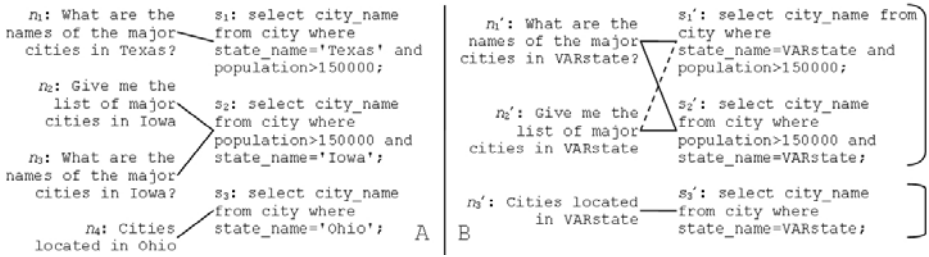 n₁: What are the
names of the major
cities in Texas?
s₁: select city_name
from city where
state_name='Texas' and
population>150000;
n₂: Give me the
list of major
cities in Iowa
s₂: select city_name
from city where
population>150000 and
state_name='Iowa';
n₃: What are the
names of the major
cities in Iowa?
s₃: select city_name
from city where
state_name='Ohio';
n₄: Cities
located in Ohio
A
B
n₁′: What are the
names of the major
cities in VARstate?
s₁′: select city_name from
city where
state_name=VARstate and
population>150000;
n₂′: Give me the
list of major
cities in VARstate
s₂′: select city_name
from city where
population>150000 and
state_name=VARstate;
n₃′: Cities located
in VARstate
s₃′: select city_name
from city where
state_name=VARstate;